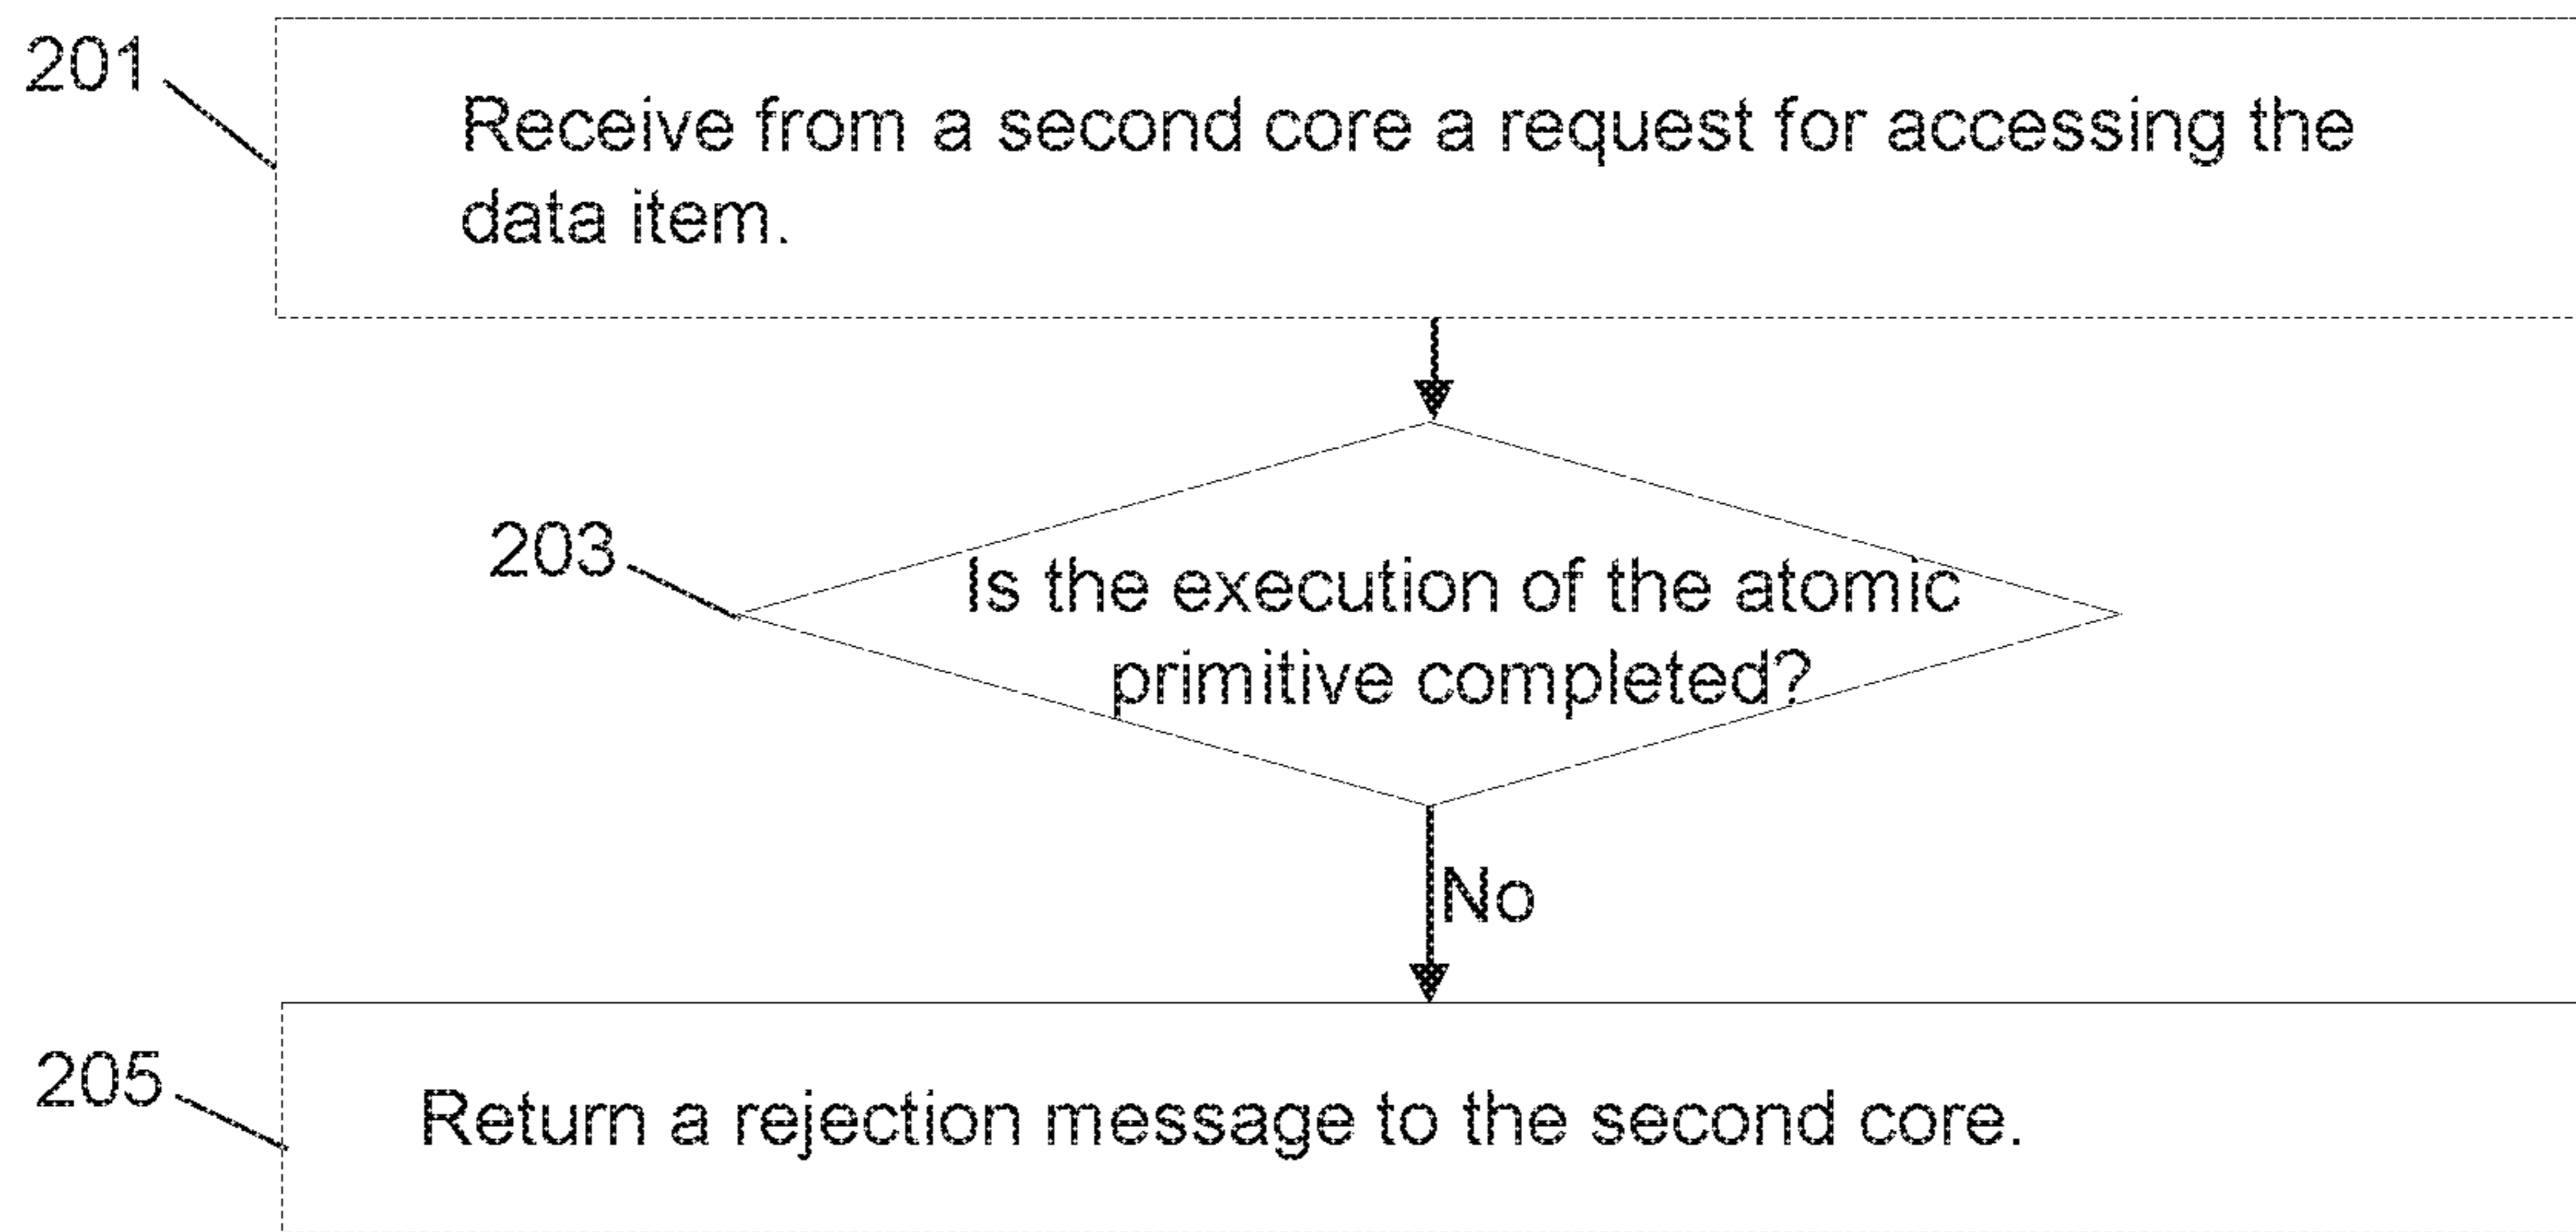 201
Receive from a second core a request for accessing the
data item.
203
Is the execution of the atomic
primitive completed?
No
205
Return a rejection message to the second core.